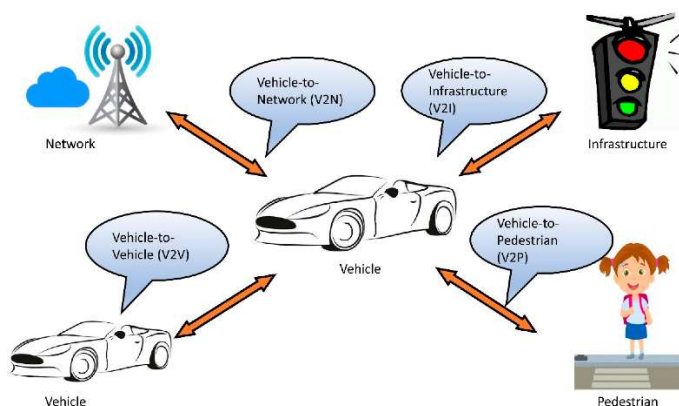 Vehicle-to-
Network (V2N)
Vehicle-to-
Infrastructure
(V2I)
Network
Infrastructure
Vehicle-to-
Vehicle (V2V)
Vehicle
Vehicle-to-
Pedestrian
(V2P)
Vehicle
Pedestrian